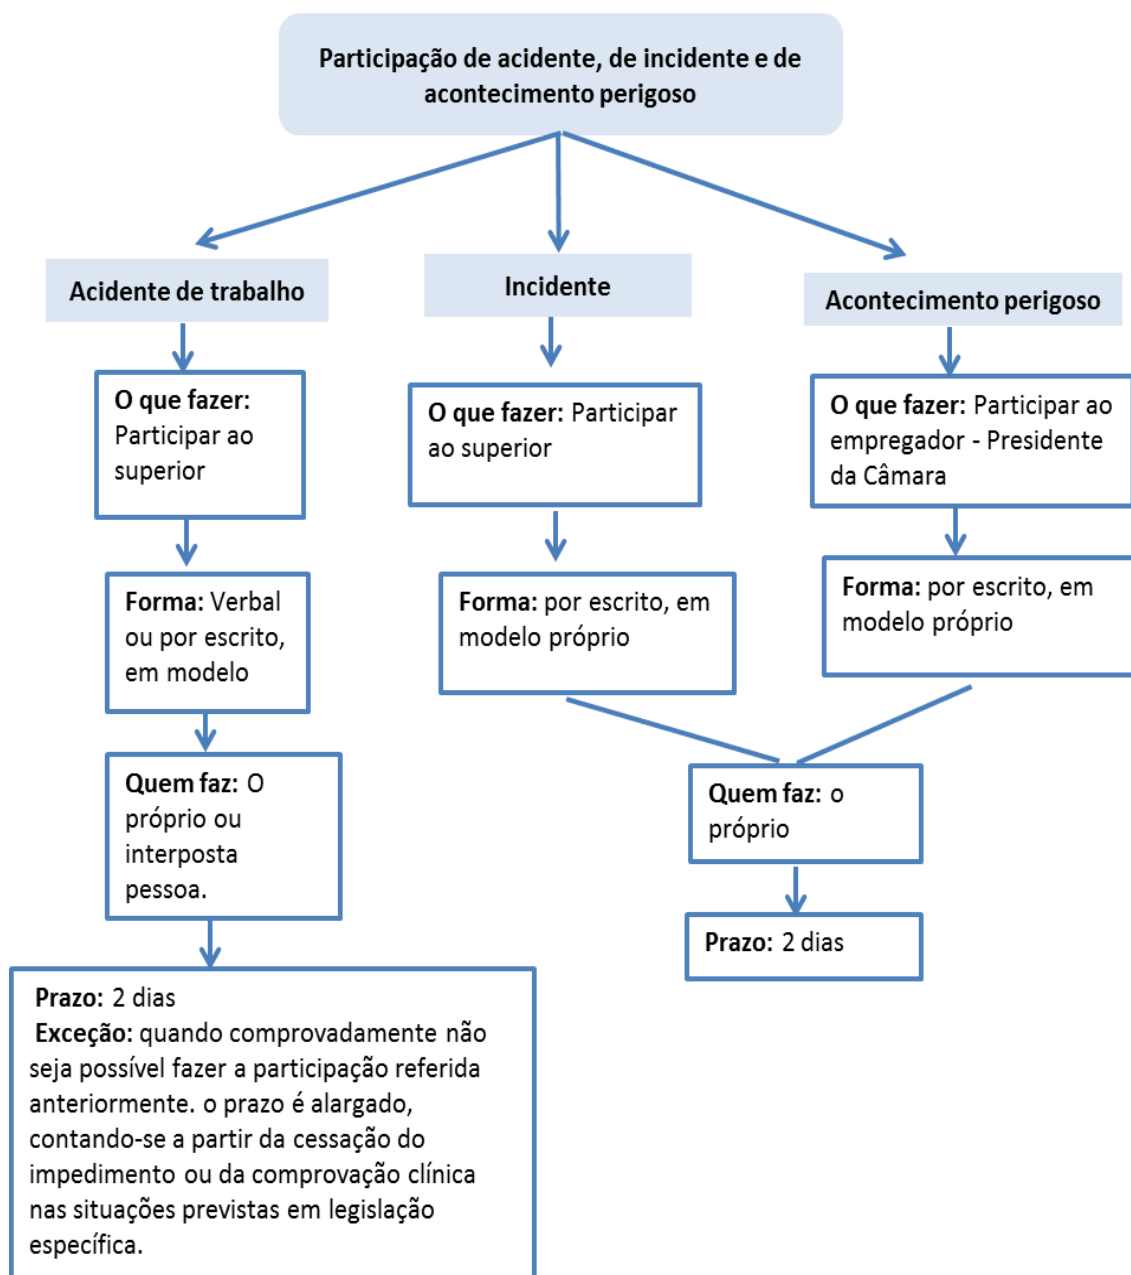 Participação de acidente, de incidente e de
acontecimento perigoso
Acidente de trabalho
Incidente
Acontecimento perigoso
O que fazer:
Participar ao
superior
O que fazer: Participar
ao superior
O que fazer: Participar ao
empregador - Presidente
da Câmara
Forma: Verbal
ou por escrito,
em modelo
Forma: por escrito, em
modelo próprio
Forma: por escrito, em
modelo próprio
Quem faz: O
próprio ou
interposta
pessoa.
Quem faz: o
próprio
Prazo: 2 dias
Prazo: 2 dias
Exceção: quando comprovadamente não
seja possível fazer a participação referida
anteriormente. o prazo é alargado,
contando-se a partir da cessação do
impedimento ou da comprovação clínica
nas situações previstas em legislação
específica.